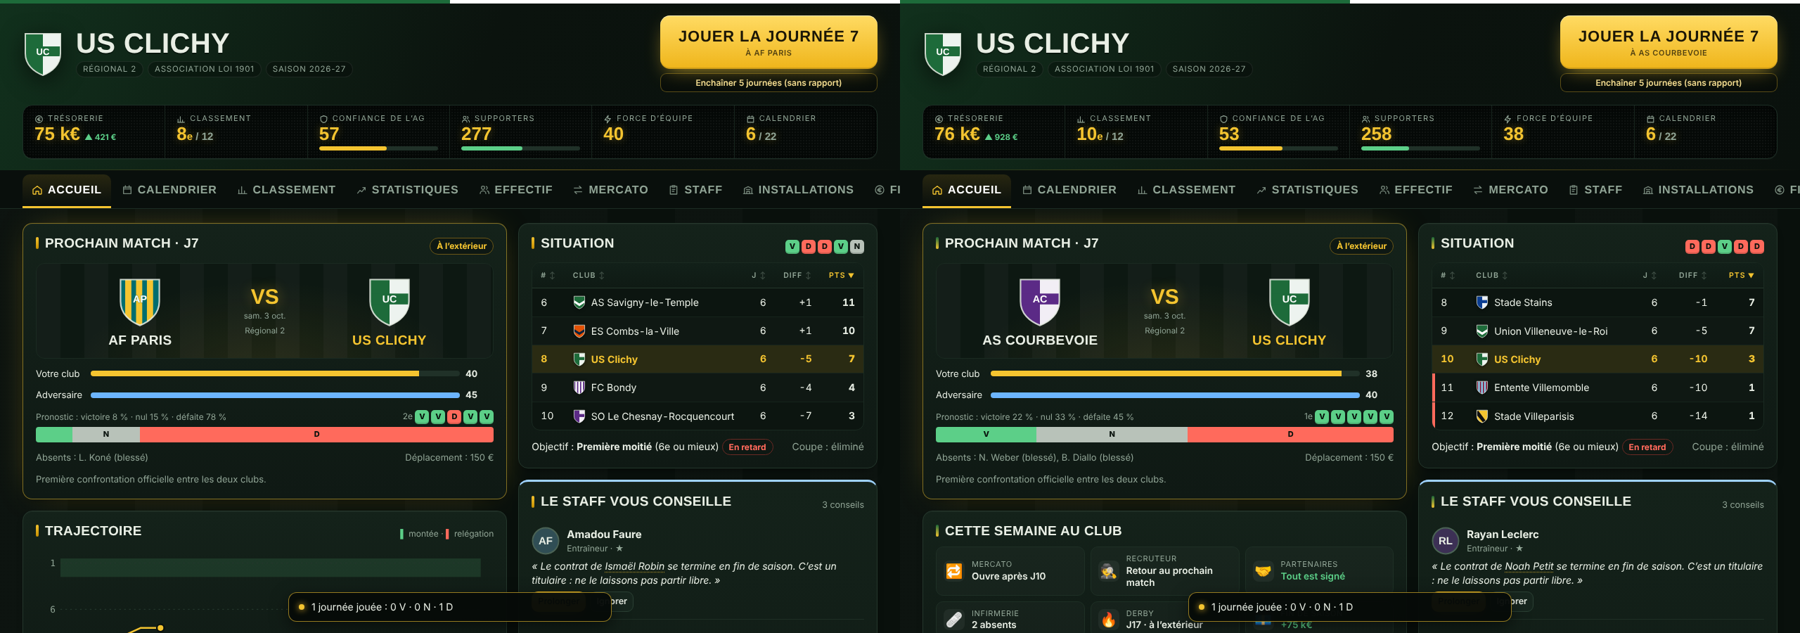 UC
US CLICHY
RÉGIONAL 2
ASSOCIATION LOI 1901
SAISON 2026-27
JOUER LA JOURNÉE 7
À AF PARIS
Enchaîner 5 journées (sans rapport)
TRÉSORERIE
75 k€ ▲ 421 €
CLASSEMENT
8e / 12
CONFIANCE DE L'AG
57
SUPPORTERS
277
FORCE D'ÉQUIPE
40
CALENDRIER
6 / 22
ACCUEIL
CALENDRIER
CLASSEMENT
STATISTIQUES
EFFECTIF
MERCATO
STAFF
INSTALLATIONS
FI
PROCHAIN MATCH · J7
À l'extérieur
AP
AF PARIS
VS
sam. 3 oct.
Régional 2
UC
US CLICHY
Votre club 40
Adversaire 45
Pronostic : victoire 8 % · nul 15 % · défaite 78 %
2e V V D V V
N D
Absents : L. Koné (blessé)
Déplacement : 150 €
Première confrontation officielle entre les deux clubs.
TRAJECTOIRE
montée · relégation
1
6
SITUATION
V D D V N
# CLUB J DIFF PTS ▼
6 AS Savigny-le-Temple 6 +1 11
7 ES Combs-la-Ville 6 +1 10
8 US Clichy 6 -5 7
9 FC Bondy 6 -4 4
10 SO Le Chesnay-Rocquencourt 6 -7 3
Objectif : Première moitié (6e ou mieux) En retard
Coupe : éliminé
LE STAFF VOUS CONSEILLE
3 conseils
AF
Amadou Faure
Entraîneur · ★
« Le contrat de Ismaël Robin se termine en fin de saison. C'est un
titulaire : ne le laissons pas partir libre. »
orer
1 journée jouée : 0 V · 0 N · 1 D
UC
US CLICHY
RÉGIONAL 2
ASSOCIATION LOI 1901
SAISON 2026-27
JOUER LA JOURNÉE 7
À AS COURBEVOIE
Enchaîner 5 journées (sans rapport)
TRÉSORERIE
76 k€ ▲ 928 €
CLASSEMENT
10e / 12
CONFIANCE DE L'AG
53
SUPPORTERS
258
FORCE D'ÉQUIPE
38
CALENDRIER
6 / 22
ACCUEIL
CALENDRIER
CLASSEMENT
STATISTIQUES
EFFECTIF
MERCATO
STAFF
INSTALLATIONS
FI
PROCHAIN MATCH · J7
À l'extérieur
AC
AS COURBEVOIE
VS
sam. 3 oct.
Régional 2
UC
US CLICHY
Votre club 38
Adversaire 40
Pronostic : victoire 22 % · nul 33 % · défaite 45 %
1e V V V V V
V N D
Absents : N. Weber (blessé), B. Diallo (blessé)
Déplacement : 150 €
Première confrontation officielle entre les deux clubs.
CETTE SEMAINE AU CLUB
MERCATO
Ouvre après J10
RECRUTEUR
Retour au prochain
match
PARTENAIRES
Tout est signé
INFIRMERIE
2 absents
DERBY
J17 · à l'extérieur
+75 k€
SITUATION
D D V D D
# CLUB J DIFF PTS ▼
8 Stade Stains 6 -1 7
9 Union Villeneuve-le-Roi 6 -5 7
10 US Clichy 6 -10 3
11 Entente Villemomble 6 -10 1
12 Stade Villeparisis 6 -14 1
Objectif : Première moitié (6e ou mieux) En retard
Coupe : éliminé
LE STAFF VOUS CONSEILLE
3 conseils
RL
Rayan Leclerc
Entraîneur · ★
« Le contrat de Noah Petit se termine en fin de saison. C'est un titulaire
: ne le laissons pas partir libre. »
orer
1 journée jouée : 0 V · 0 N · 1 D